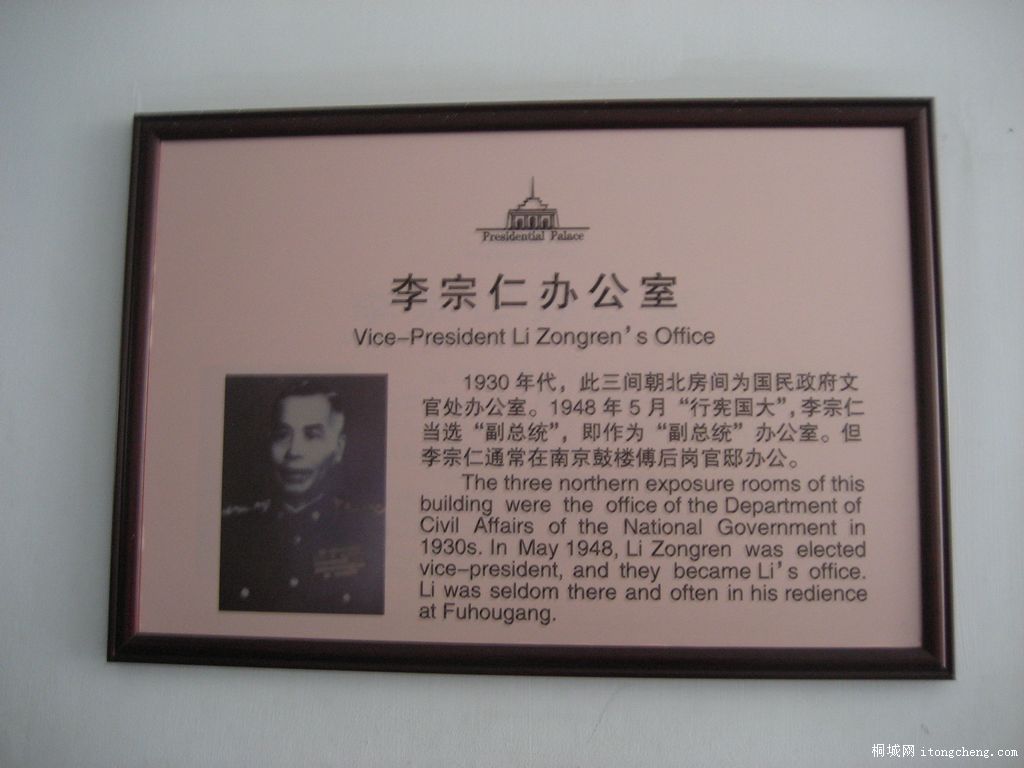 Presidential Palace
李宗仁办公室
Vice-President Li Zongren's Office
1930年代，此三间朝北房间为国民政府文
官处办公室。1948年5月“行宪国大”，李宗仁
当选“副总统”，即作为“副总统”办公室。但
李宗仁通常在南京鼓楼傅后岗官邸办公。
The three northern exposure rooms of this
building were the office of the Department of
Civil Affairs of the National Government in
1930s. In May 1948, Li Zongren was elected
vice-president, and they became Li's office.
Li was seldom there and often in his redience
at Fuhougang.
桐城网 itongcheng.com